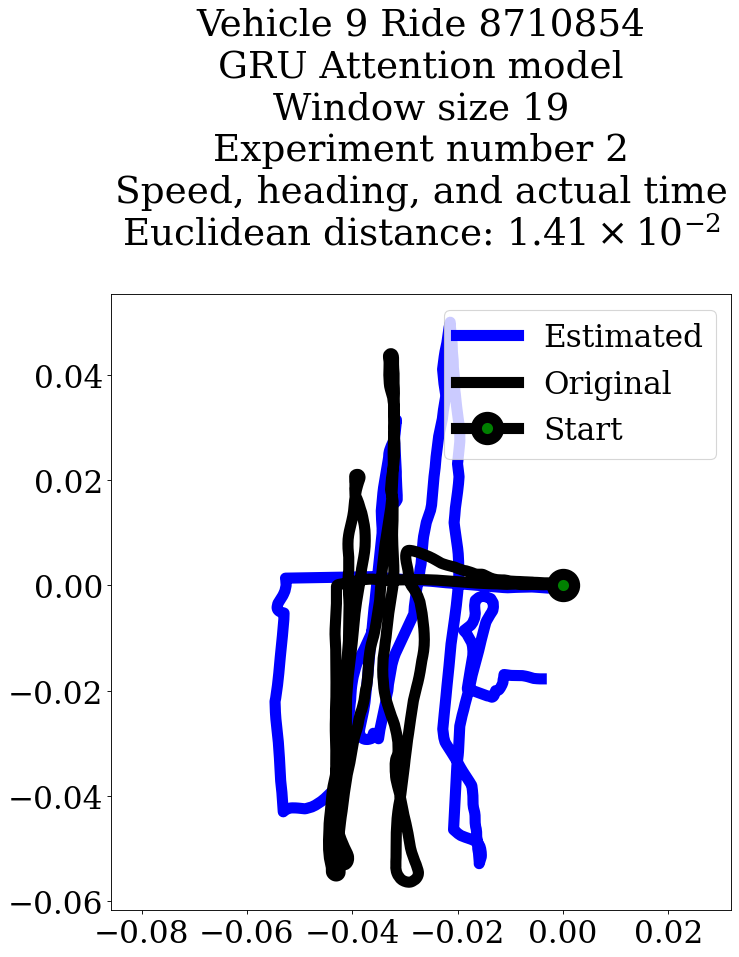 Vehicle 9 Ride 8710854
GRU Attention model
Window size 19
Experiment number 2
Speed, heading, and actual time
Euclidean distance: 1.41 × 10⁻²
Estimated
Original
Start
0.04
0.02
0.00
−0.02
−0.04
−0.06
−0.08 −0.06 −0.04 −0.02 0.00 0.02